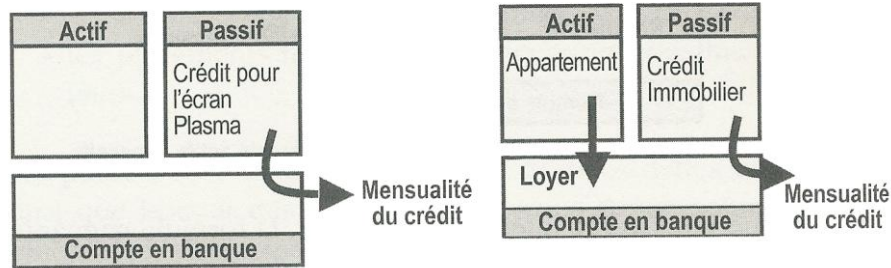 Actif
Passif
Crédit pour
l'écran
Plasma
Mensualité
du crédit
Compte en banque
Actif
Passif
Appartement
Crédit
Immobilier
Loyer
Mensualité
du crédit
Compte en banque